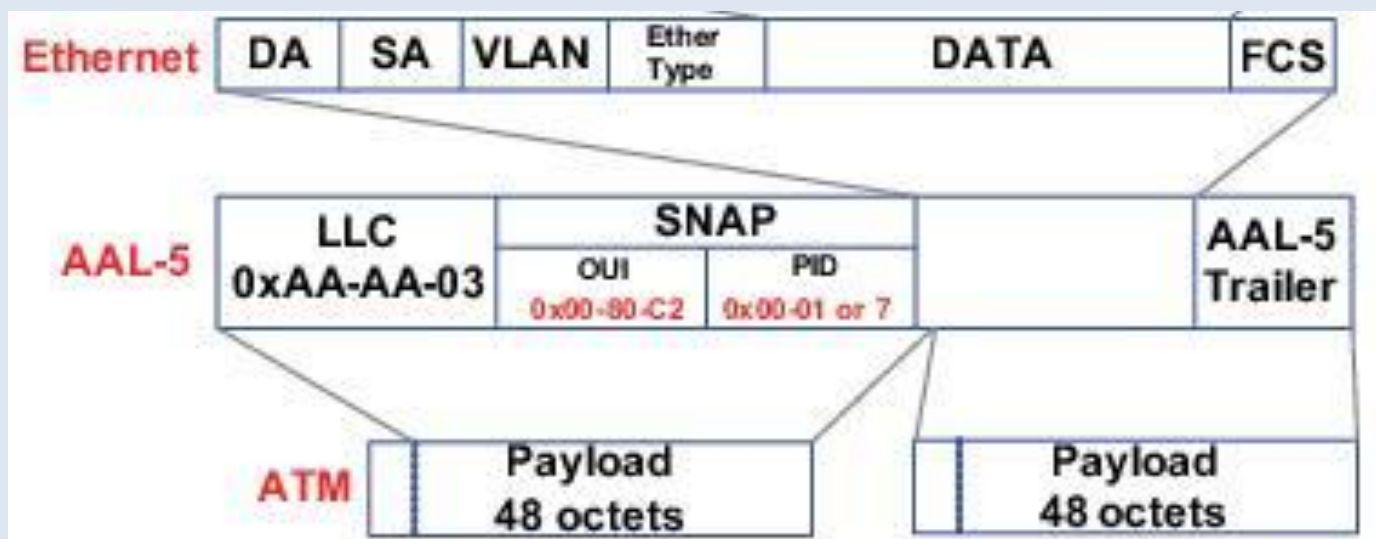 Ethernet DA SA VLAN Ether Type DATA FCS
AAL-5 LLC 0xAA-AA-03 SNAP AAL-5 Trailer
OUI PID
0x00-80-C2 0x00-01 or 7
ATM Payload 48 octets Payload 48 octets